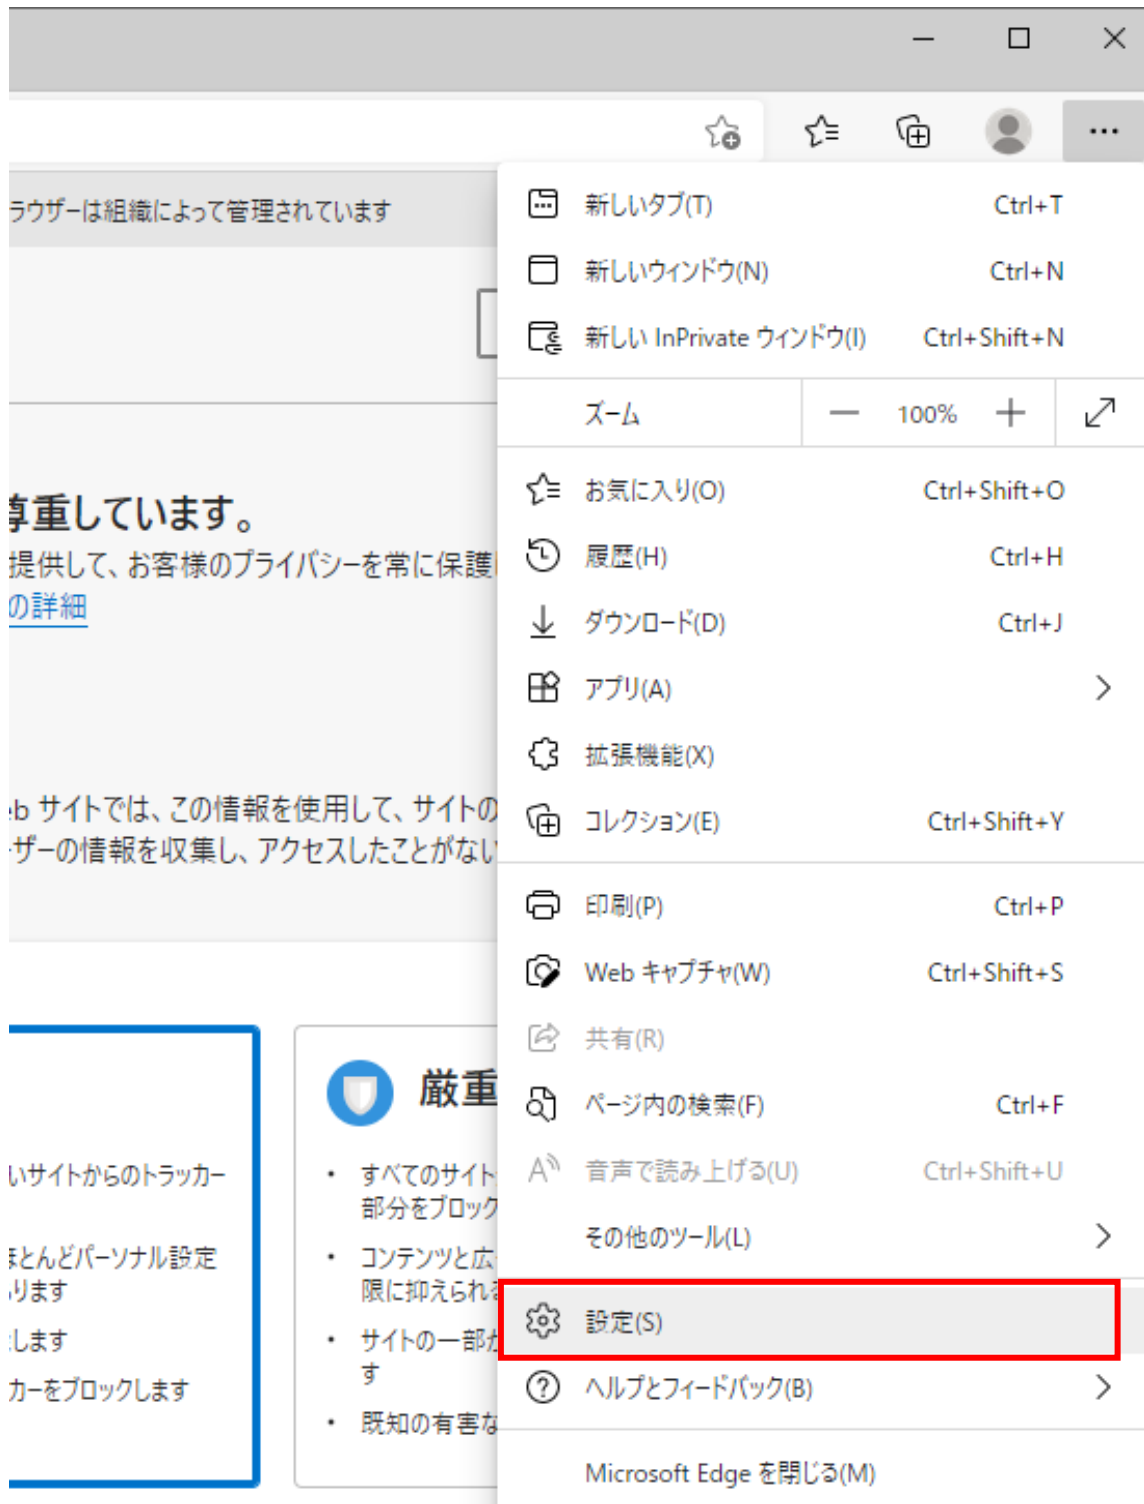 ラウザーは組織によって管理されています
尊重しています。
提供して、お客様のプライバシーを常に保護し
の詳細
eb サイトでは、この情報を使用して、サイトの
ーザーの情報を収集し、アクセスしたことがない
いサイトからのトラッカー
ほとんどパーソナル設定
ります
します
カーをブロックします
厳重
• すべてのサイト
部分をブロック
• コンテンツと広
限に抑えられ
• サイトの一部が
す
• 既知の有害な
新しいタブ(T) Ctrl+T
新しいウィンドウ(N) Ctrl+N
新しい InPrivate ウィンドウ(I) Ctrl+Shift+N
ズーム — 100% +
お気に入り(O) Ctrl+Shift+O
履歴(H) Ctrl+H
ダウンロード(D) Ctrl+J
アプリ(A)
拡張機能(X)
コレクション(E) Ctrl+Shift+Y
印刷(P) Ctrl+P
Web キャプチャ(W) Ctrl+Shift+S
共有(R)
ページ内の検索(F) Ctrl+F
音声で読み上げる(U) Ctrl+Shift+U
その他のツール(L)
設定(S)
ヘルプとフィードバック(B)
Microsoft Edge を閉じる(M)